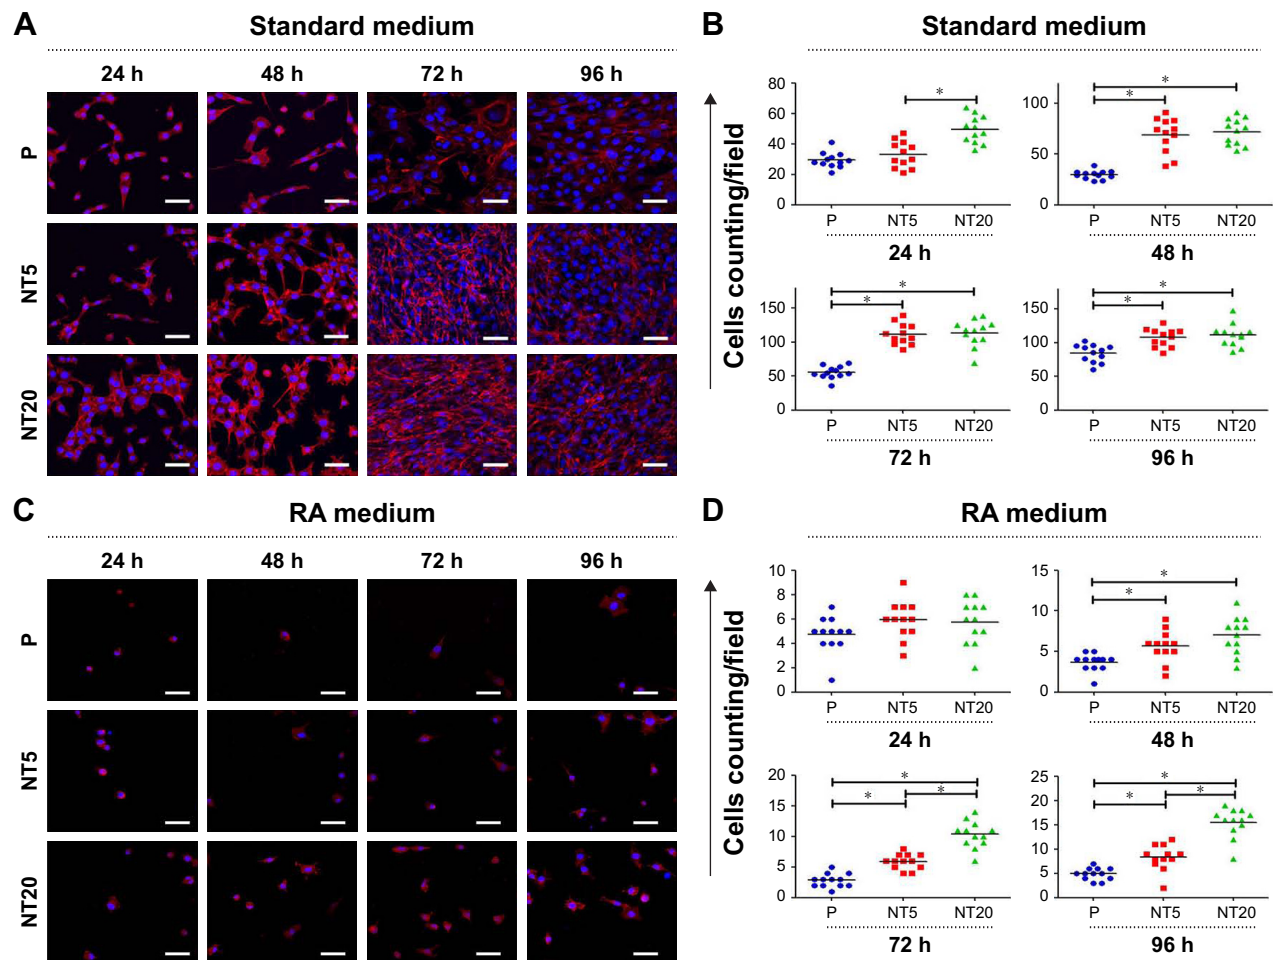 A
Standard medium
24 h 48 h 72 h 96 h
P
NT5
NT20
B
Standard medium
Cells counting/field
80
60
40
20
0
*
P NT5 NT20
24 h
100
50
0
*
*
P NT5 NT20
48 h
150
100
50
0
*
*
P NT5 NT20
72 h
150
100
50
0
*
*
P NT5 NT20
96 h
C
RA medium
24 h 48 h 72 h 96 h
P
NT5
NT20
D
RA medium
Cells counting/field
10
8
6
4
2
0
P NT5 NT20
24 h
15
10
5
0
*
*
P NT5 NT20
48 h
20
15
10
5
0
*
* *
P NT5 NT20
72 h
25
20
15
10
5
0
*
* *
P NT5 NT20
96 h